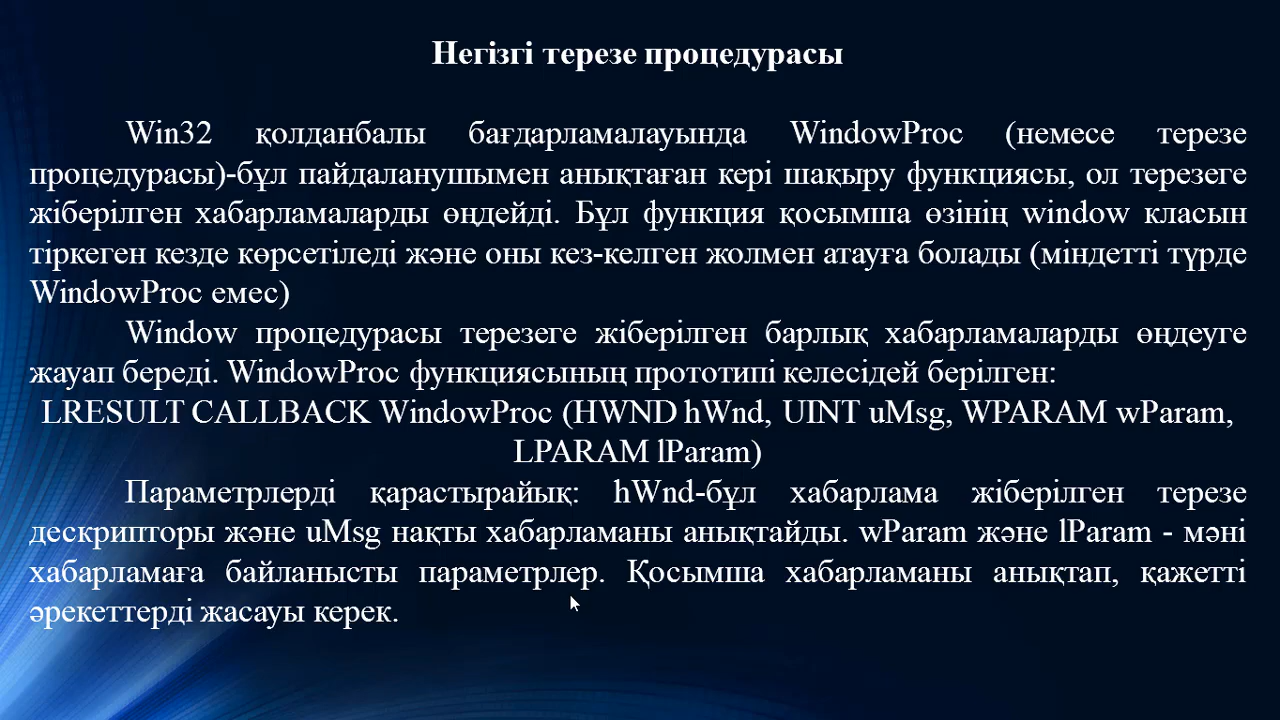 Негізгі терезе процедурасы
Win32 қолданбалы бағдарламалауында WindowProc (немесе терезе
процедурасы)-бұл пайдаланушымен анықтаған кері шақыру функциясы, ол терезеге
жіберілген хабарламаларды өңдейді. Бұл функция қосымша өзінің window класын
тіркеген кезде көрсетіледі және оны кез-келген жолмен атауға болады (міндетті түрде
WindowProc емес)
Window процедурасы терезеге жіберілген барлық хабарламаларды өңдеуге
жауап береді. WindowProc функциясының прототипі келесідей берілген:
LRESULT CALLBACK WindowProc (HWND hWnd, UINT uMsg, WPARAM wParam,
LPARAM lParam)
Параметрлерді қарастырайық: hWnd-бұл хабарлама жіберілген терезе
дескрипторы және uMsg нақты хабарламаны анықтайды. wParam және lParam - мәні
хабарламаға байланысты параметрлер. Қосымша хабарламаны анықтап, қажетті
әрекеттерді жасауы керек.